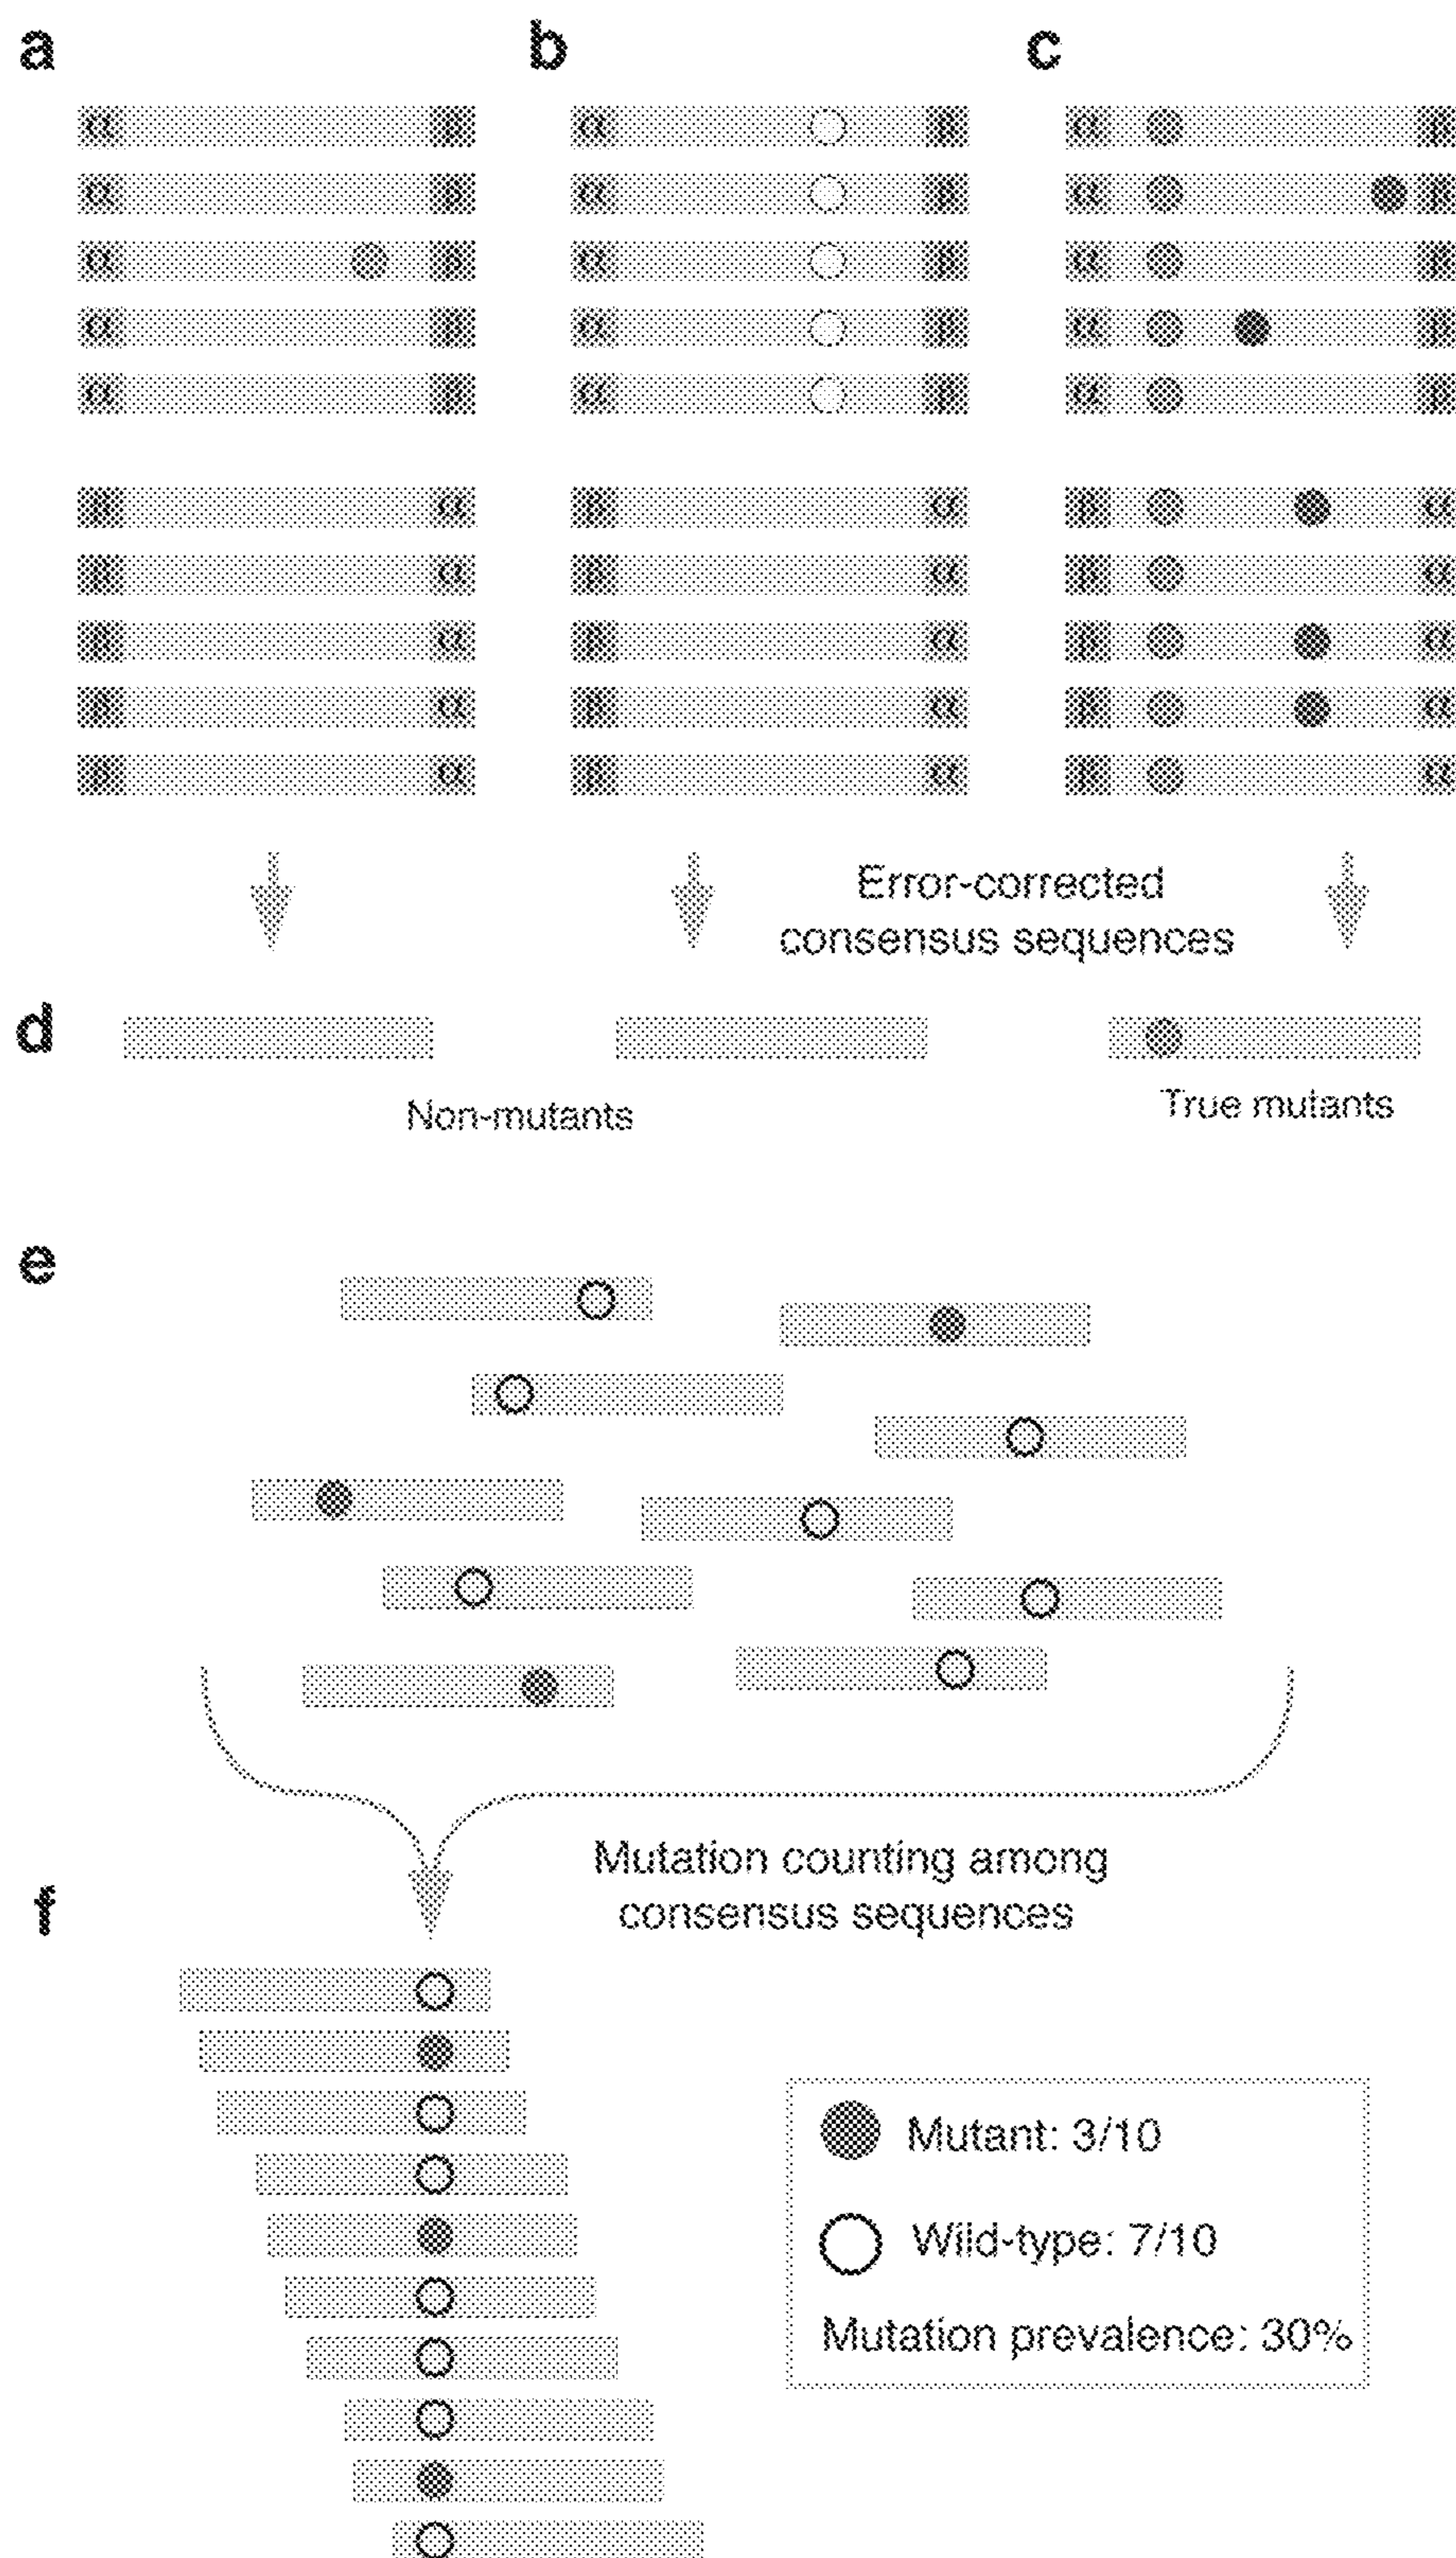 a b c
α β α β α β
α β α β α β
α β α β α β
α β α β α β
α β α β α β
β α β α β α
β α β α β α
β α β α β α
β α β α β α
β α β α β α
Error-corrected
consensus sequences
d
Non-mutants
True mutants
e
Mutation counting among
consensus sequences
f
Mutant: 3/10
Wild-type: 7/10
Mutation prevalence: 30%